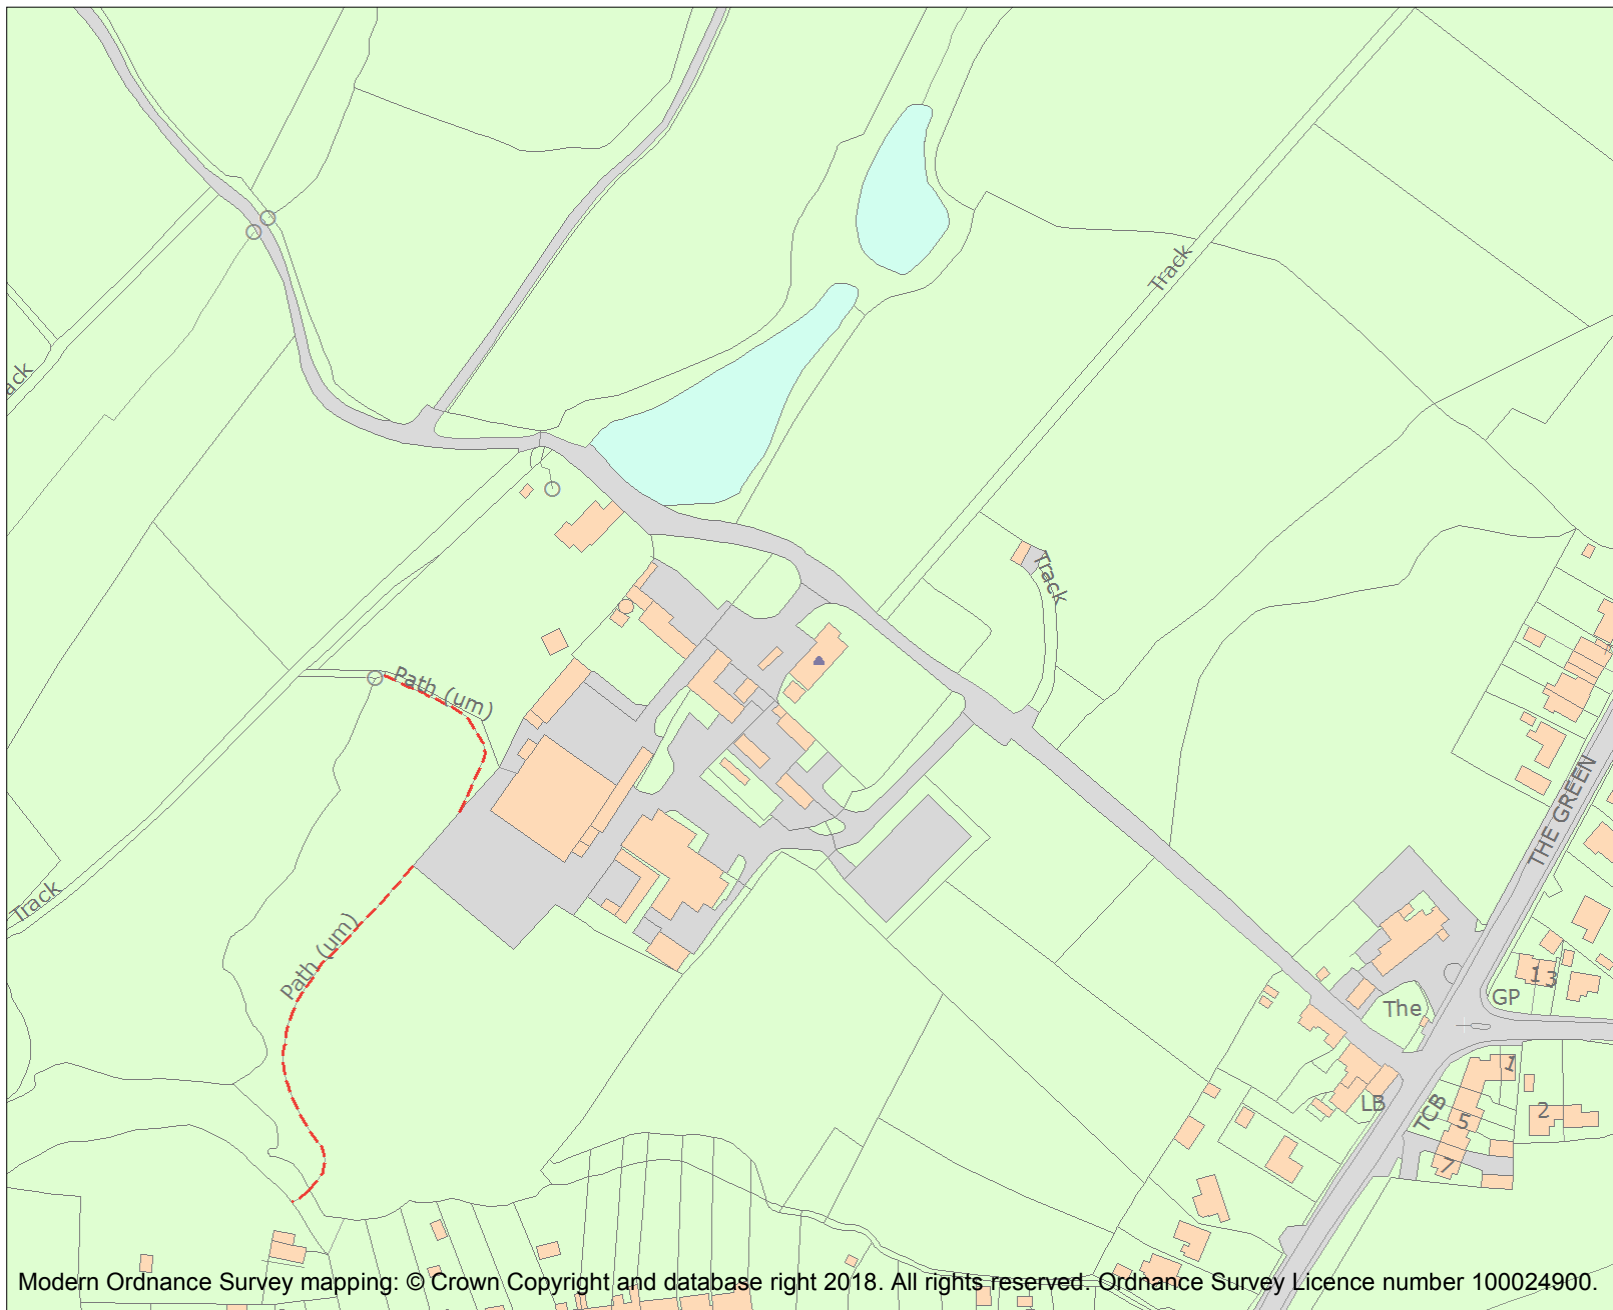 Track
ack
Track
Path (um)
THE GREEN
Track
Path (um)
13
GP
The
1
LB
TCB
5
2
7
Modern Ordnance Survey mapping: © Crown Copyright and database right 2018. All rights reserved. Ordnance Survey Licence number 100024900.